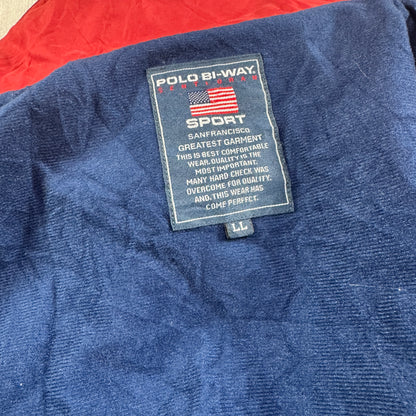 POLO BI-WAY.
SPORT
SANFRANCISCO
GREATEST GARMENT
THIS IS BEST COMFORTABLE
WEAR. QUALITY IS THE
MOST IMPORTANT.
MANY HARD CHECK WAS
OVERCOME FOR QUALIFY.
AND, THIS WEAR HAS
COME PERFECT.
LL